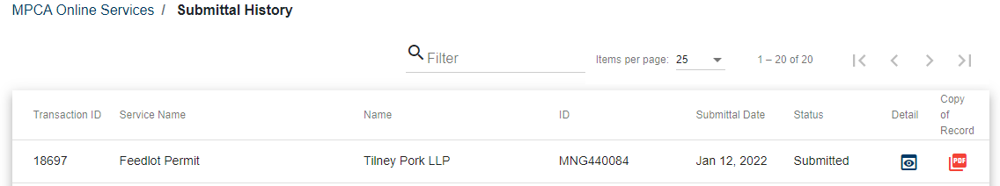 MPCA Online Services / Submittal History
Filter Items per page: 25 1 – 20 of 20
Transaction ID Service Name Name ID Submittal Date Status Detail Copy of Record
18697 Feedlot Permit Tilney Pork LLP MNG440084 Jan 12, 2022 Submitted PDF